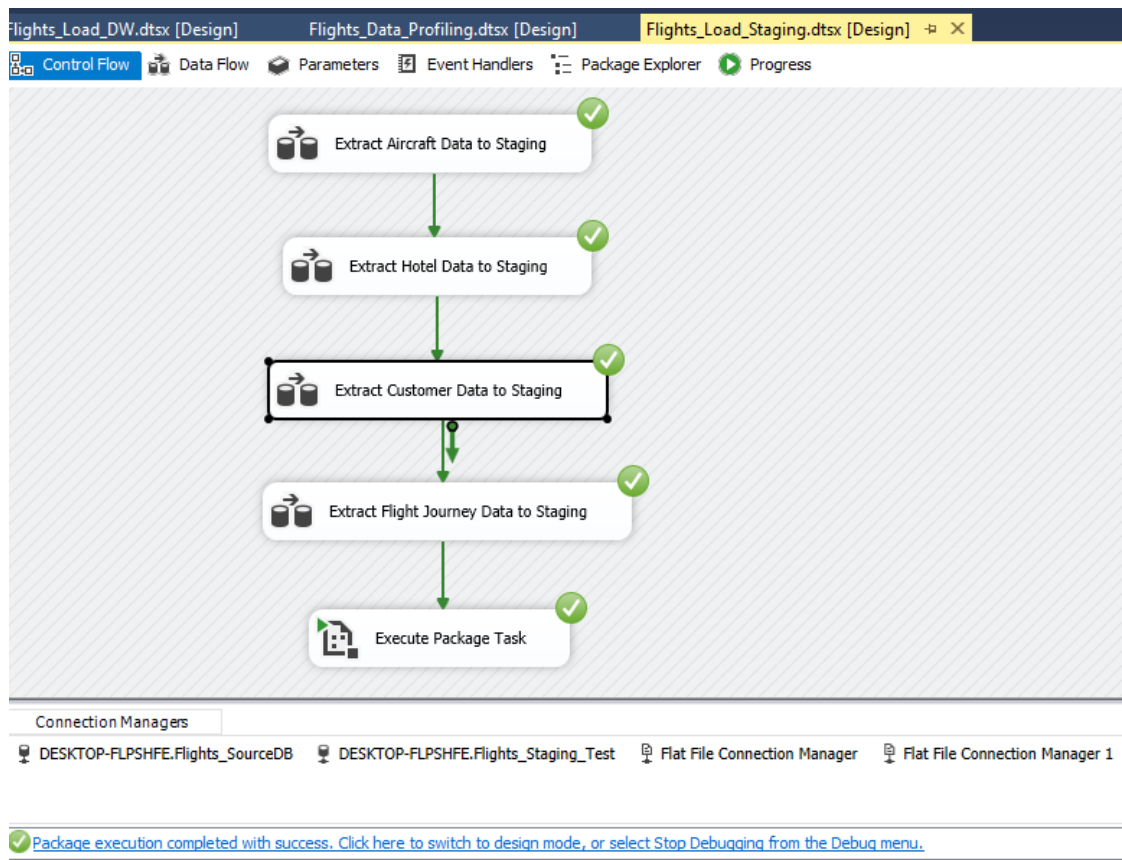 Flights_Load_DW.dtsx [Design] Flights_Data_Profiling.dtsx [Design] Flights_Load_Staging.dtsx [Design]
Control Flow Data Flow Parameters Event Handlers Package Explorer Progress
Extract Aircraft Data to Staging
Extract Hotel Data to Staging
Extract Customer Data to Staging
Extract Flight Journey Data to Staging
Execute Package Task
Connection Managers
DESKTOP-FLPSHFE.Flights_SourceDB DESKTOP-FLPSHFE.Flights_Staging_Test Flat File Connection Manager Flat File Connection Manager 1
Package execution completed with success. Click here to switch to design mode, or select Stop Debugging from the Debug menu.